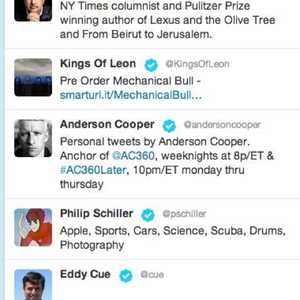 NY Times columnist and Pulitzer Prize
winning author of Lexus and the Olive Tree
and From Beirut to Jerusalem.
Kings Of Leon @KingsOfLeon
Pre Order Mechanical Bull -
smarturl.it/MechanicalBull...
Anderson Cooper @andersoncooper
Personal tweets by Anderson Cooper.
Anchor of @AC360, weeknights at 8p/ET &
#AC360Later, 10pm/ET monday thru
thursday
Philip Schiller @pschiller
Apple, Sports, Cars, Science, Scuba, Drums,
Photography
Eddy Cue @cue